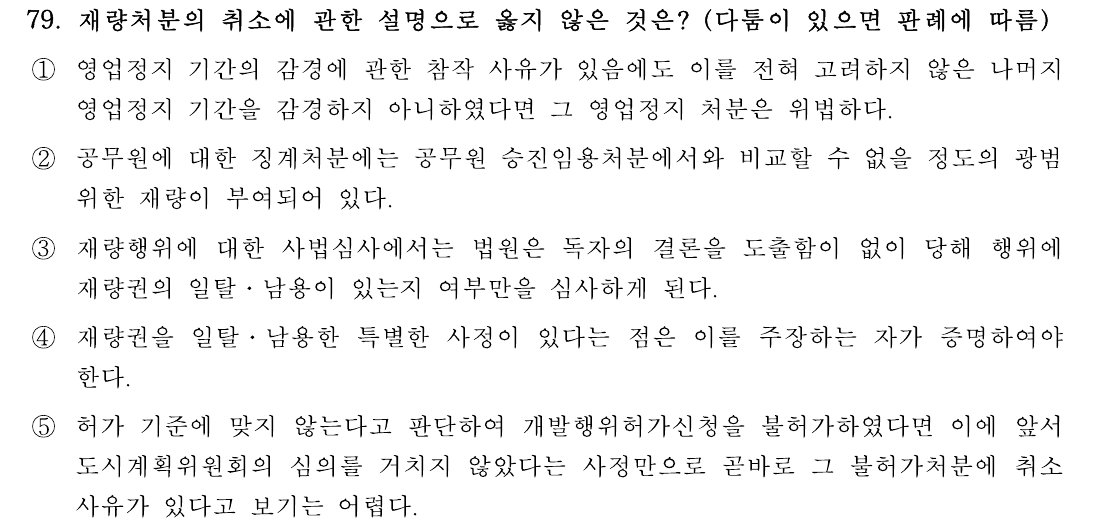 79. 재량처분의 취소에 관한 설명으로 옳지 않은 것은? (다툼이 있으면 판례에 따름)
① 영업정지 기간의 감경에 관한 참작 사유가 있음에도 이를 전혀 고려하지 않은 나머지
영업정지 기간을 감경하지 아니하였다면 그 영업정지 처분은 위법하다.
② 공무원에 대한 징계처분에는 공무원 승진임용처분에서와 비교할 수 없을 정도의 광범
위한 재량이 부여되어 있다.
③ 재량행위에 대한 사법심사에서는 법원은 독자의 결론을 도출함이 없이 당해 행위에
재량권의 일탈·남용이 있는지 여부만을 심사하게 된다.
④ 재량권을 일탈·남용한 특별한 사정이 있다는 점은 이를 주장하는 자가 증명하여야
한다.
⑤ 허가 기준에 맞지 않는다고 판단하여 개발행위허가신청을 불허가하였다면 이에 앞서
도시계획위원회의 심의를 거치지 않았다는 사정만으로 곧바로 그 불허가처분에 취소
사유가 있다고 보기는 어렵다.